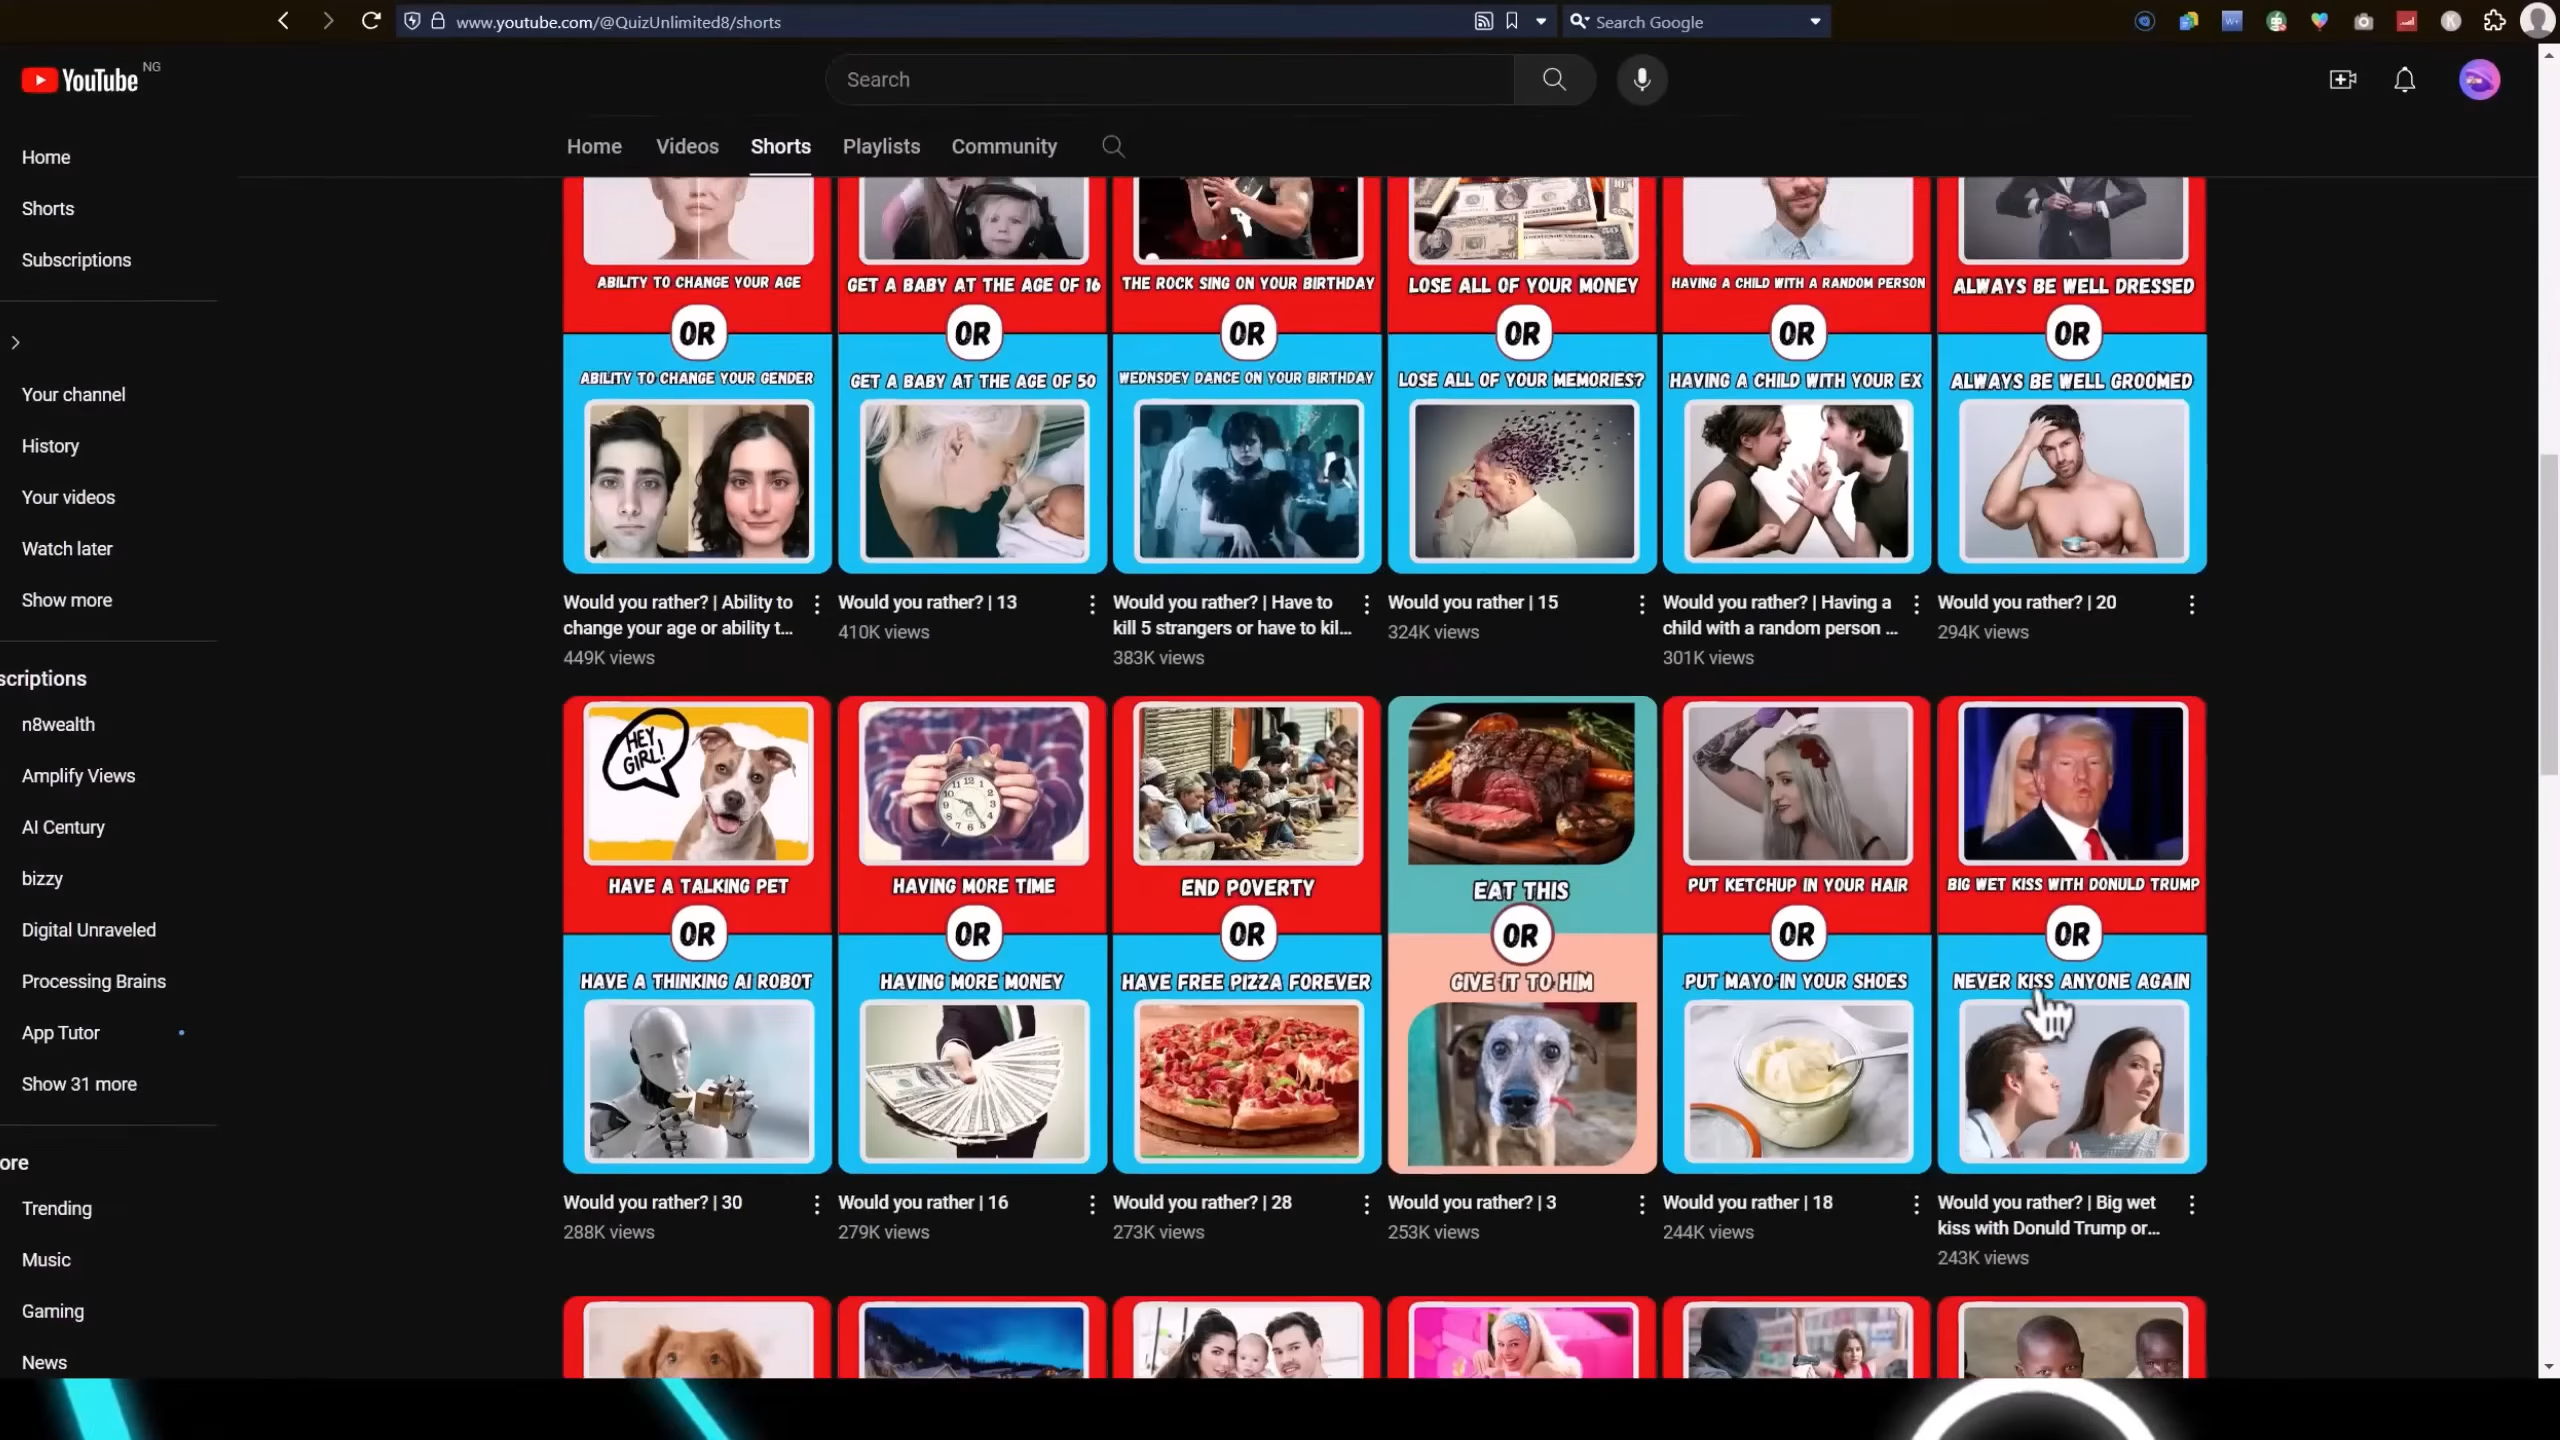 www.youtube.com/@QuizUnlimited8/shorts
Search Google
YouTube NG
Search
Home
Shorts
Subscriptions
Your channel
History
Your videos
Watch later
Show more
scriptions
n8wealth
Amplify Views
AI Century
bizzy
Digital Unraveled
Processing Brains
App Tutor
Show 31 more
ore
Trending
Music
Gaming
News
Home Videos Shorts Playlists Community
ABILITY TO CHANGE YOUR AGE
OR
ABILITY TO CHANGE YOUR GENDER
Would you rather? | Ability to
change your age or ability t...
449K views
GET A BABY AT THE AGE OF 16
OR
GET A BABY AT THE AGE OF 50
Would you rather? | 13
410K views
THE ROCK SING ON YOUR BIRTHDAY
OR
WEDNSDEY DANCE ON YOUR BIRTHDAY
Would you rather? | Have to
kill 5 strangers or have to kil...
383K views
LOSE ALL OF YOUR MONEY
OR
LOSE ALL OF YOUR MEMORIES?
Would you rather | 15
324K views
HAVING A CHILD WITH A RANDOM PERSON
OR
HAVING A CHILD WITH YOUR EX
Would you rather? | Having a
child with a random person ...
301K views
ALWAYS BE WELL DRESSED
OR
ALWAYS BE WELL GROOMED
Would you rather? | 20
294K views
HEY
GIRL!
HAVE A TALKING PET
OR
HAVE A THINKING AI ROBOT
Would you rather? | 30
288K views
HAVING MORE TIME
OR
HAVING MORE MONEY
Would you rather | 16
279K views
END POVERTY
OR
HAVE FREE PIZZA FOREVER
Would you rather? | 28
273K views
EAT THIS
OR
GIVE IT TO HIM
Would you rather? | 3
253K views
PUT KETCHUP IN YOUR HAIR
OR
PUT MAYO IN YOUR SHOES
Would you rather | 18
244K views
BIG WET KISS WITH DONULD TRUMP
OR
NEVER KISS ANYONE AGAIN
Would you rather? | Big wet
kiss with Donuld Trump or...
243K views